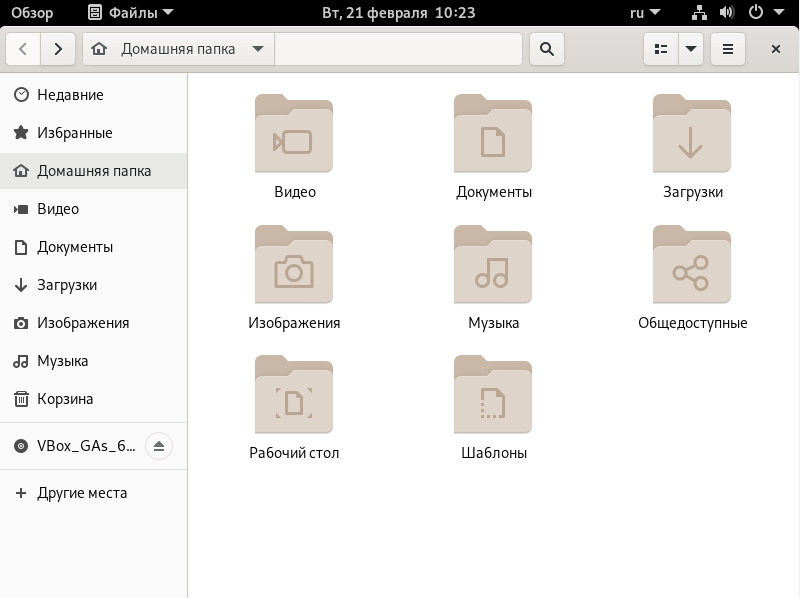 Обзор Файлы Вт, 21 февраля 10:23 ru
Домашняя папка
Недавние
Избранные
Домашняя папка
Видео
Документы
Загрузки
Изображения
Музыка
Корзина
VBox_GAs_6...
Другие места
Видео Документы Загрузки
Изображения Музыка Общедоступные
Рабочий стол Шаблоны